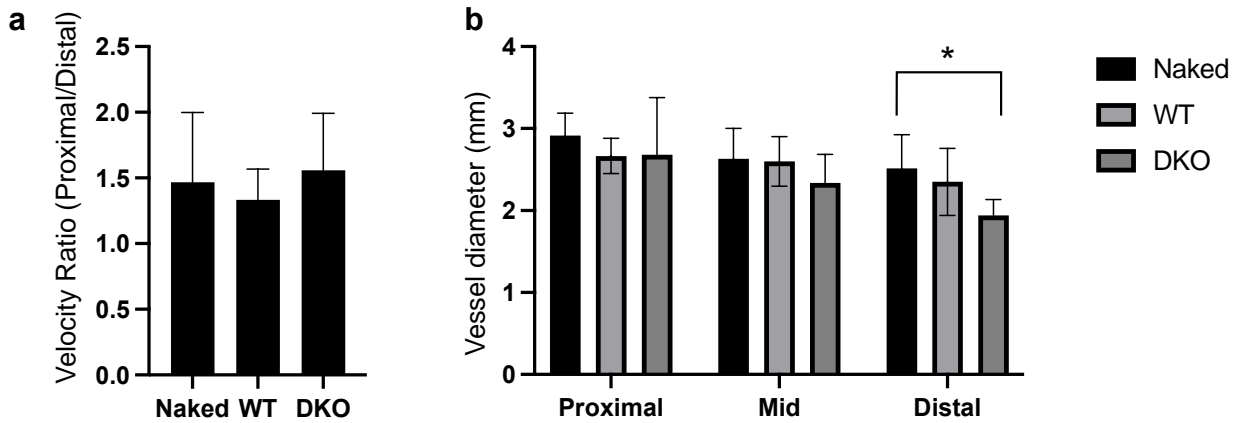 a
Velocity Ratio (Proximal/Distal)
2.5
2.0
1.5
1.0
0.5
0.0
Naked WT DKO
b
Vessel diameter (mm)
4
3
2
1
0
*
Proximal Mid Distal
Naked
WT
DKO